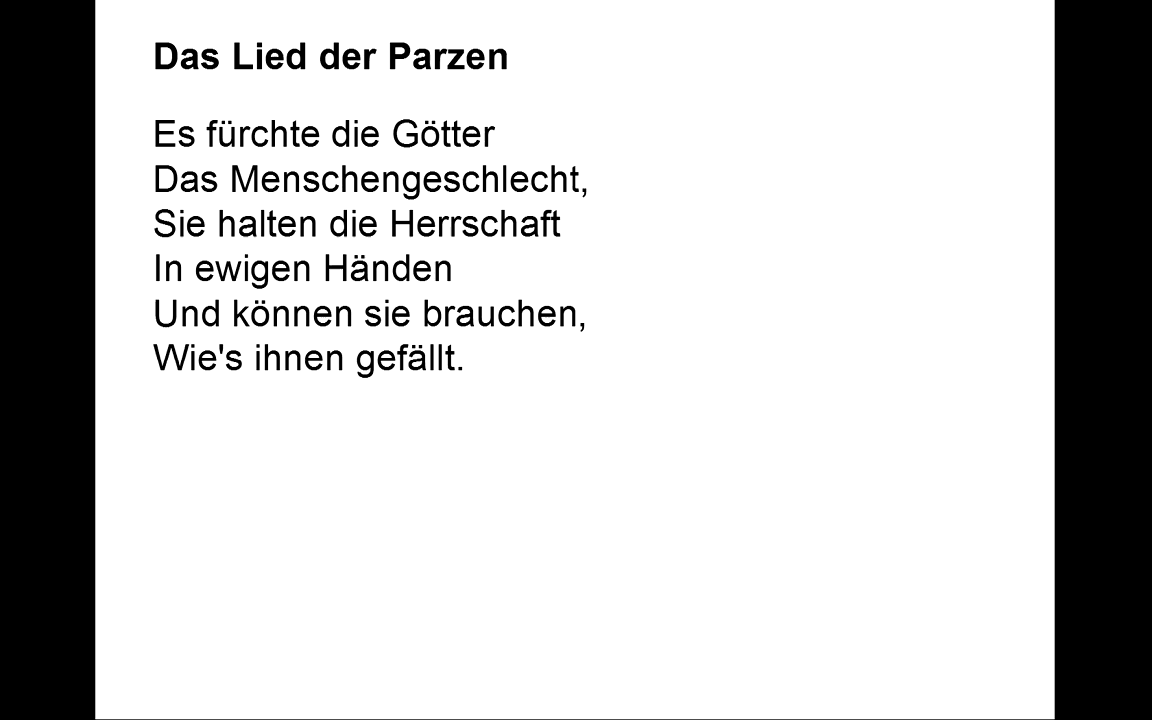 Das Lied der Parzen
Es fürchte die Götter
Das Menschengeschlecht,
Sie halten die Herrschaft
In ewigen Händen
Und können sie brauchen,
Wie's ihnen gefällt.